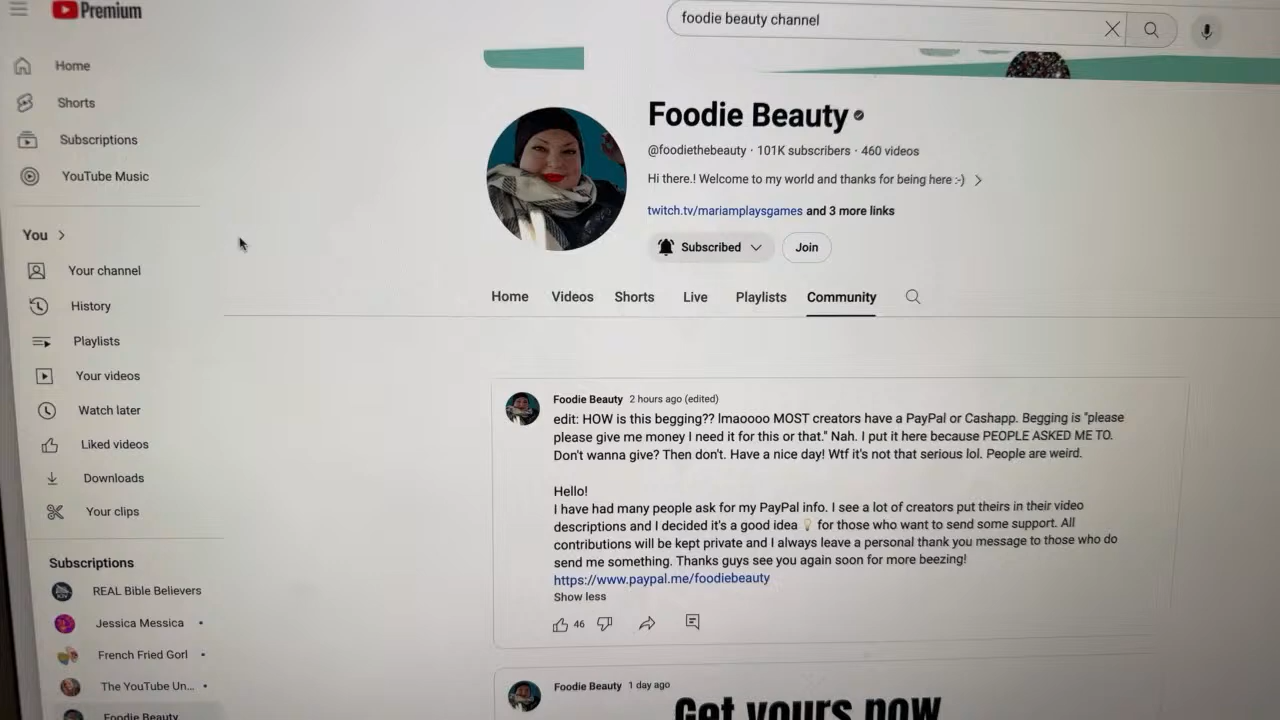 Premium
foodie beauty channel
Home
Shorts
Subscriptions
YouTube Music
You
Your channel
History
Playlists
Your videos
Watch later
Liked videos
Downloads
Your clips
Subscriptions
REAL Bible Believers
Jessica Messica
French Fried Gorl
The YouTube Un...
Foodie Beauty
Foodie Beauty
@foodiethebeauty · 101K subscribers · 460 videos
Hi there.! Welcome to my world and thanks for being here :-)
twitch.tv/mariamplaysgames and 3 more links
Subscribed
Join
Home Videos Shorts Live Playlists Community
Foodie Beauty 2 hours ago (edited)
edit: HOW is this begging?? lmaoooo MOST creators have a PayPal or Cashapp. Begging is "please
please give me money I need it for this or that." Nah. I put it here because PEOPLE ASKED ME TO.
Don't wanna give? Then don't. Have a nice day! Wtf it's not that serious lol. People are weird.
Hello!
I have had many people ask for my PayPal info. I see a lot of creators put theirs in their video
descriptions and I decided it's a good idea 💡 for those who want to send some support. All
contributions will be kept private and I always leave a personal thank you message to those who do
send me something. Thanks guys see you again soon for more beezing!
https://www.paypal.me/foodiebeauty
Show less
46
Foodie Beauty 1 day ago
Get yours now